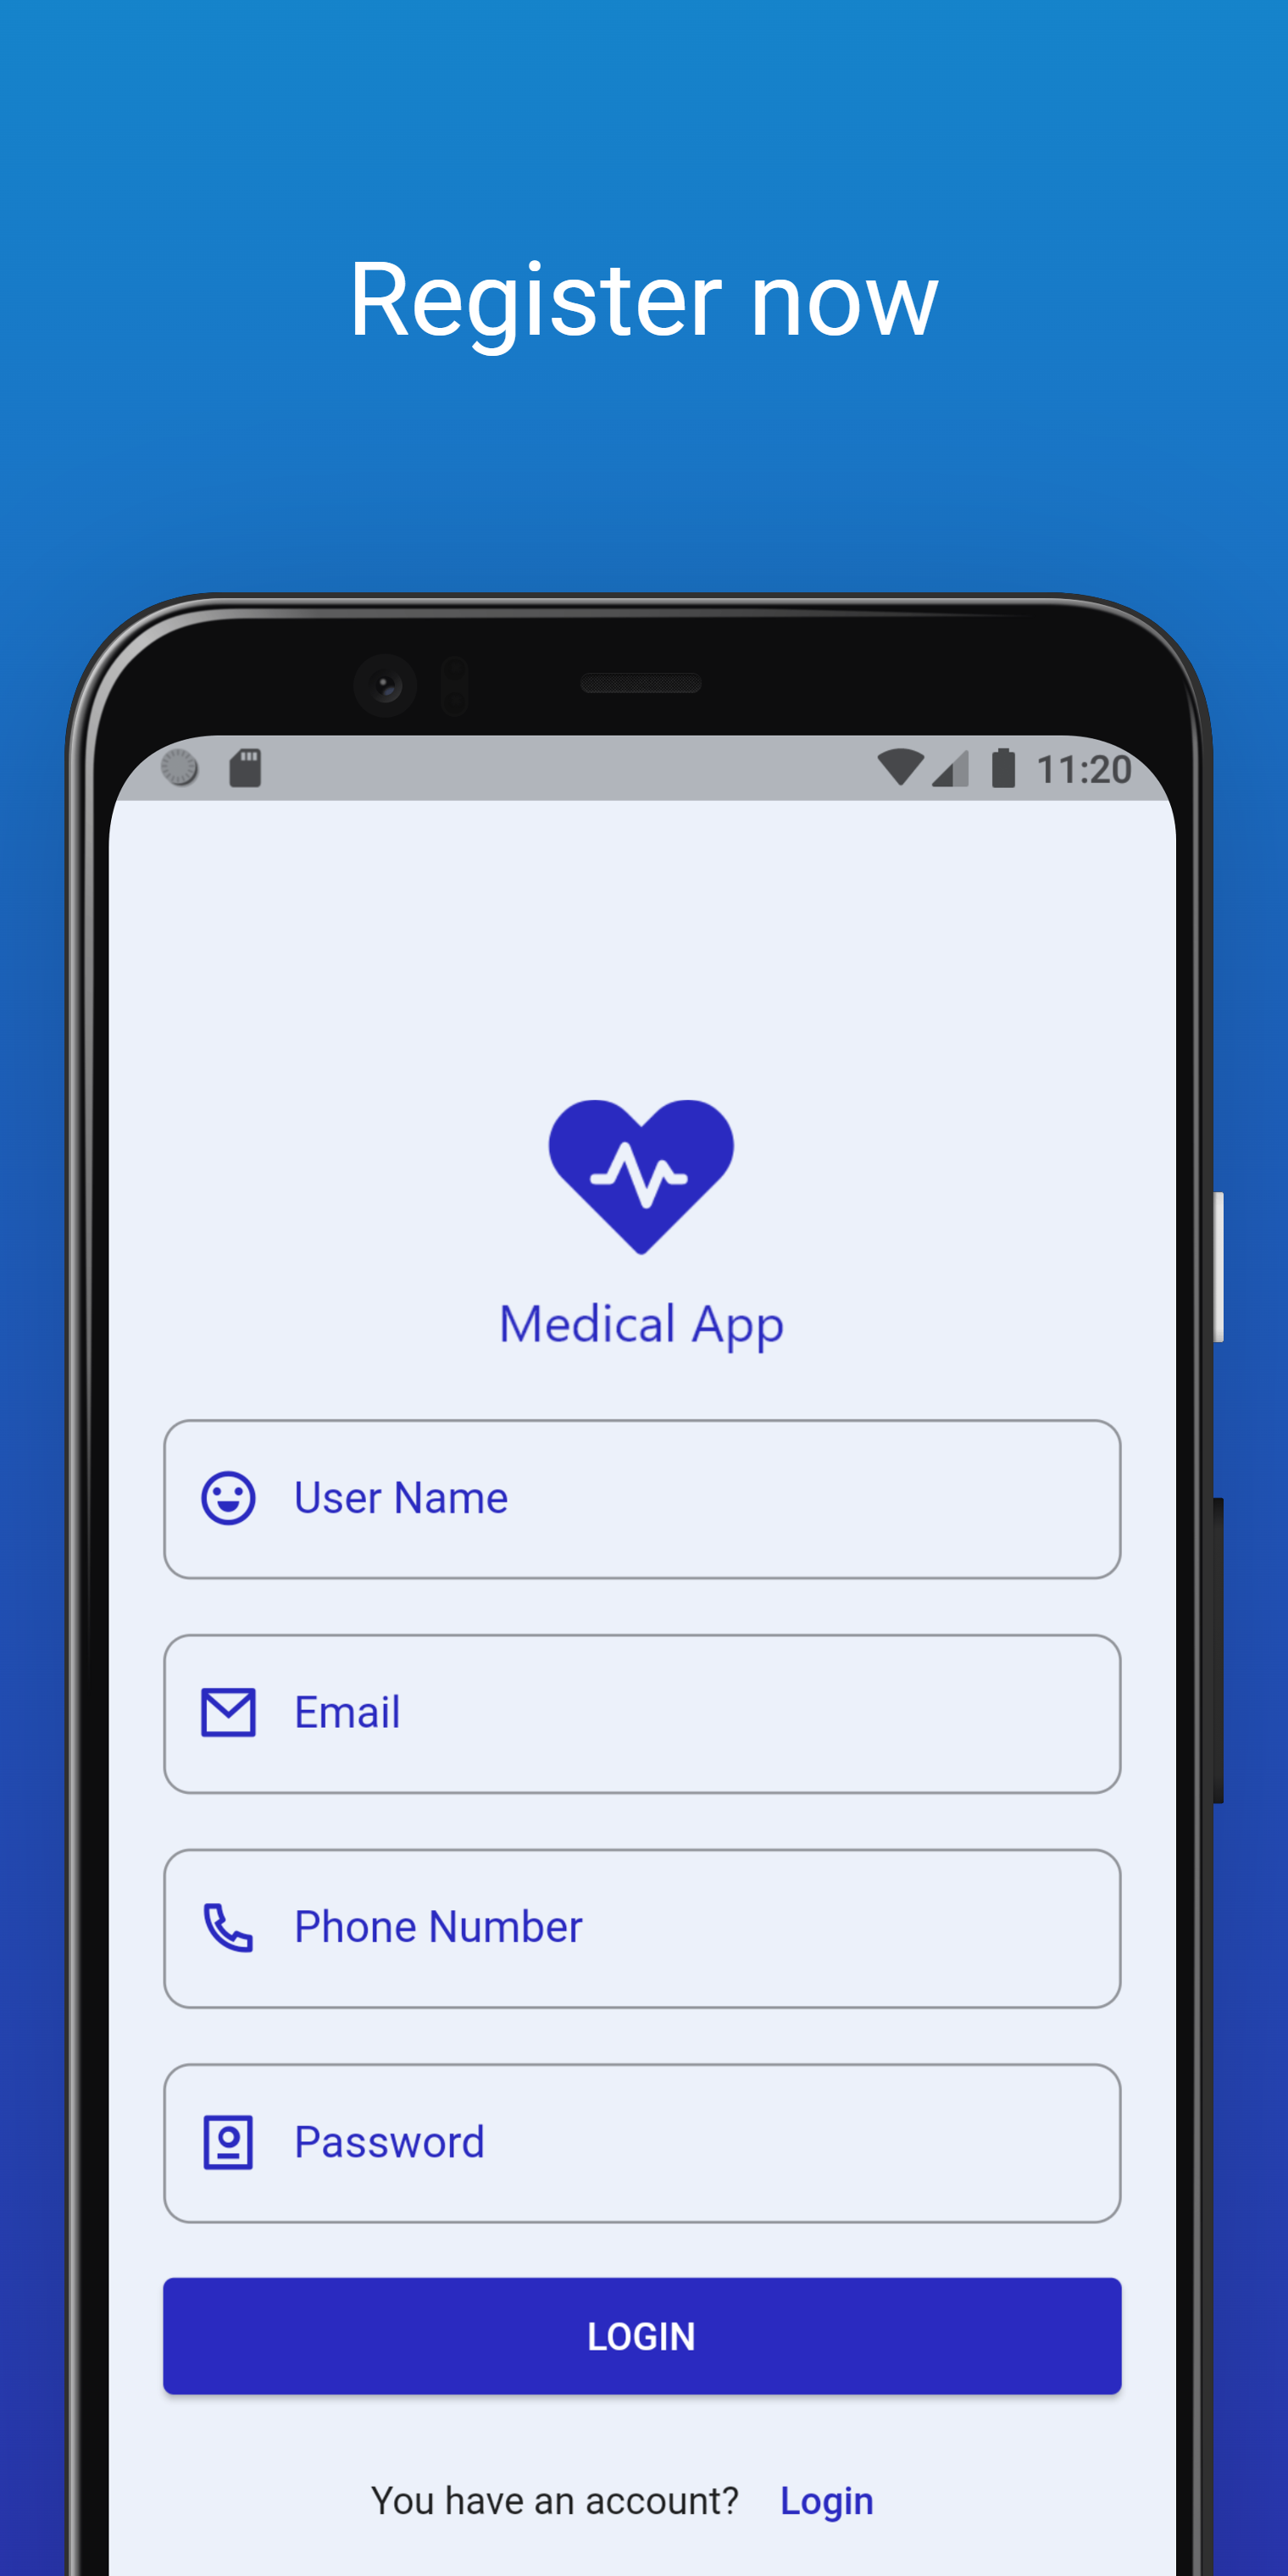 Register now
11:20
Medical App
User Name
Email
Phone Number
Password
LOGIN
You have an account? Login